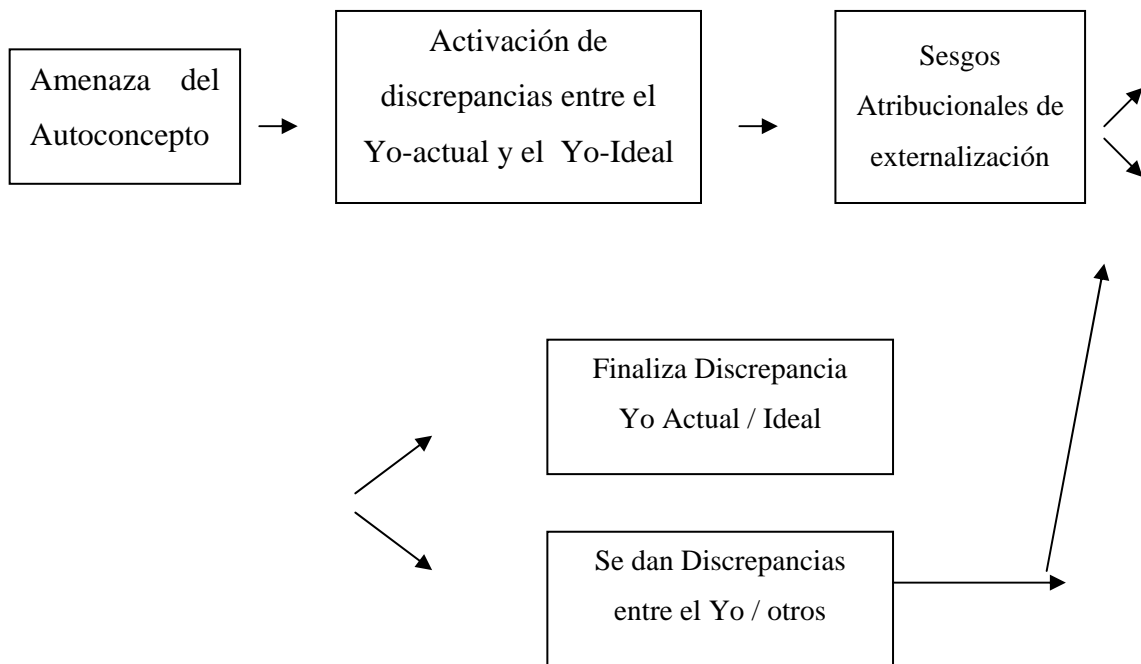 Amenaza del
Autoconcepto
Activación de
discrepancias entre el
Yo-actual y el Yo-Ideal
Sesgos
Atribucionales de
externalización
Finaliza Discrepancia
Yo Actual / Ideal
Se dan Discrepancias
entre el Yo / otros